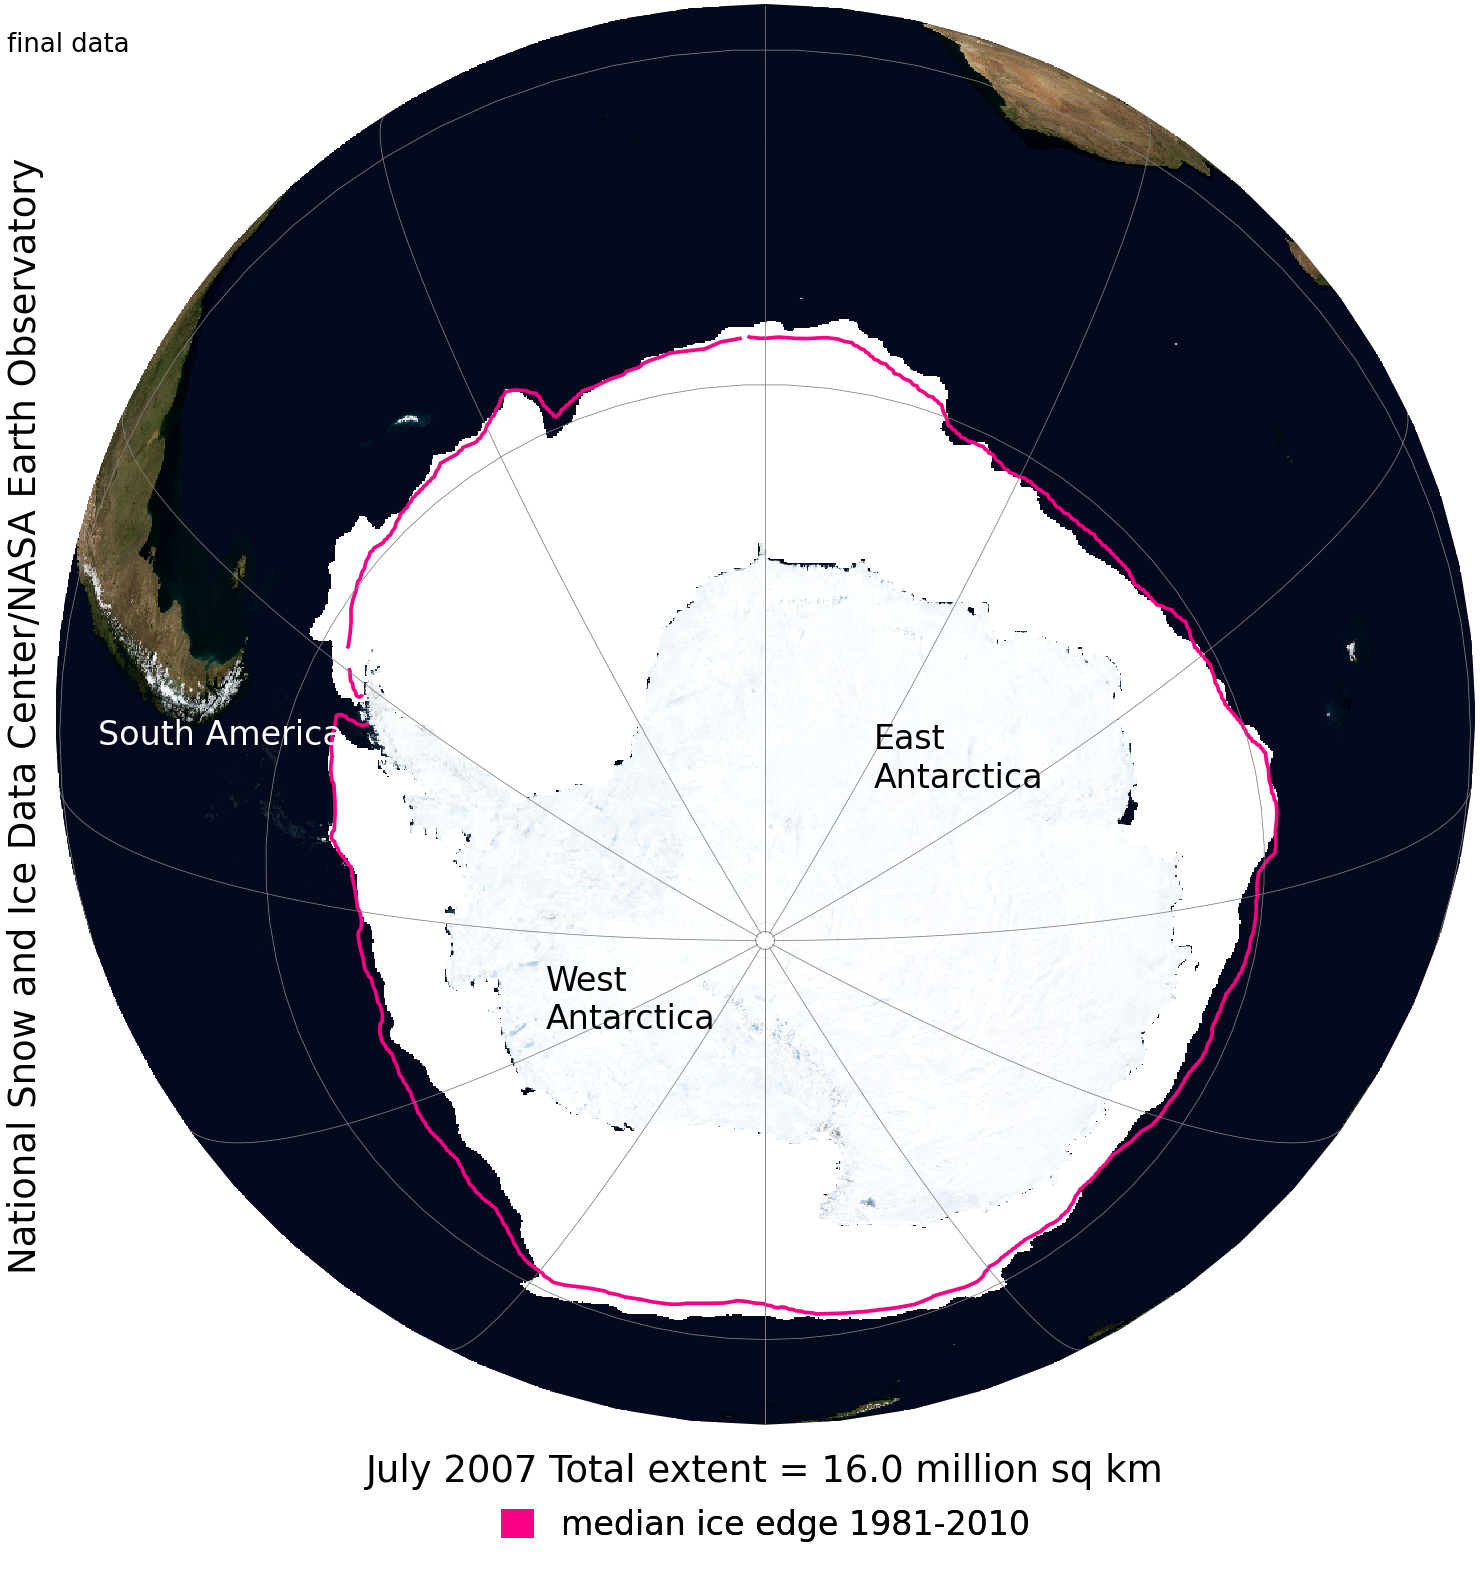 final data
National Snow and Ice Data Center/NASA Earth Observatory
South America
East
Antarctica
West
Antarctica
July 2007 Total extent = 16.0 million sq km
median ice edge 1981-2010